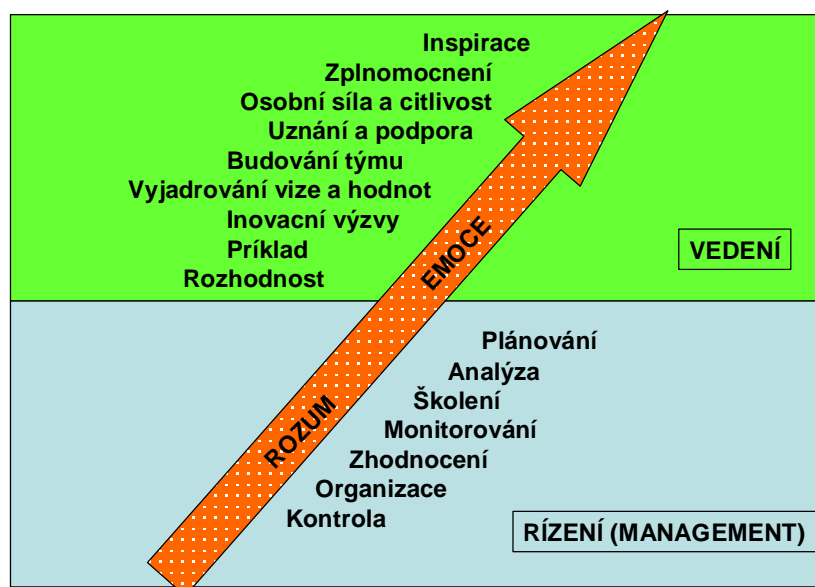 Inspirace
Zplnomocnení
Osobní síla a citlivost
Uznání a podpora
Budování týmu
Vyjadrování vize a hodnot
Inovacní výzvy
Príklad
Rozhodnost
EMOCE
VEDENÍ
Plánování
Analýza
Školení
Monitorování
Zhodnocení
Organizace
Kontrola
ROZUM
RÍZENÍ (MANAGEMENT)